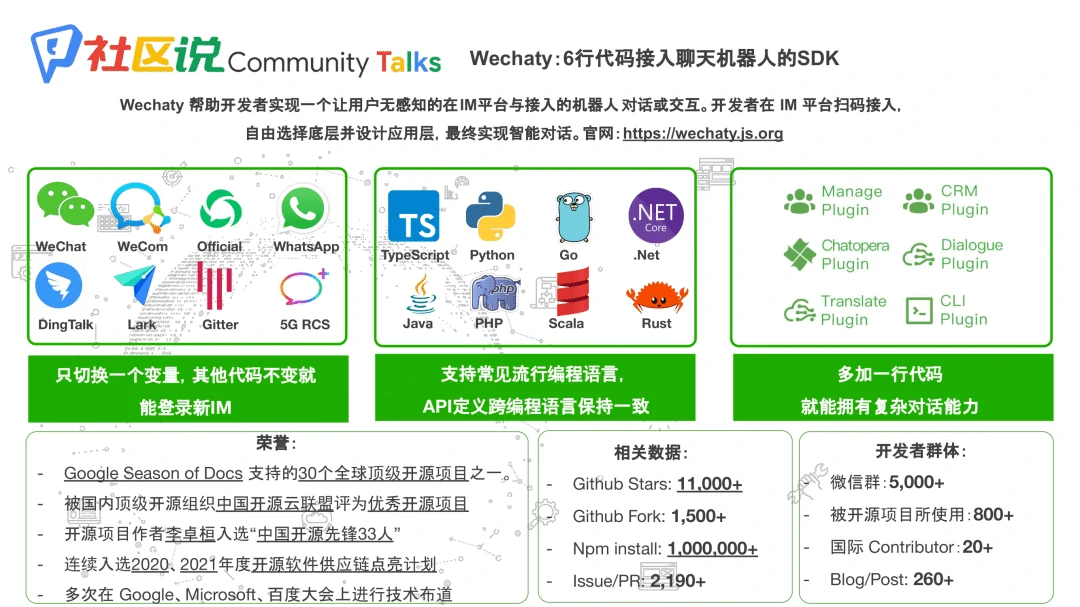 社区说 Community Talks
Wechaty：6行代码接入聊天机器人的SDK
Wechaty 帮助开发者实现一个让用户无感知的在IM平台与接入的机器人 对话或交互。开发者在 IM 平台扫码接入，
自由选择底层并设计应用层，最终实现智能对话。官网：https://wechaty.js.org
WeChat
WeCom
Official
WhatsApp
DingTalk
Lark
Gitter
5G RCS
只切换一个变量，其他代码不变就
能登录新IM
TS
.NET
Core
TypeScript
Python
Go
.Net
php
Java
PHP
Scala
Rust
支持常见流行编程语言，
API定义跨编程语言保持一致
Manage
Plugin
CRM
Plugin
Chatopera
Plugin
Dialogue
Plugin
Translate
Plugin
CLI
Plugin
多加一行代码
就能拥有复杂对话能力
荣誉：
- Google Season of Docs 支持的30个全球顶级开源项目之一。
- 被国内顶级开源组织中国开源云联盟评为优秀开源项目
- 开源项目作者李卓桓入选“中国开源先锋33人”
- 连续入选2020、2021年度开源软件供应链点亮计划
- 多次在 Google、Microsoft、百度大会上进行技术布道
相关数据：
- Github Stars: 11,000+
- Github Fork: 1,500+
- Npm install: 1,000,000+
- Issue/PR: 2,190+
开发者群体：
- 微信群：5,000+
- 被开源项目所使用：800+
- 国际 Contributor：20+
- Blog/Post: 260+